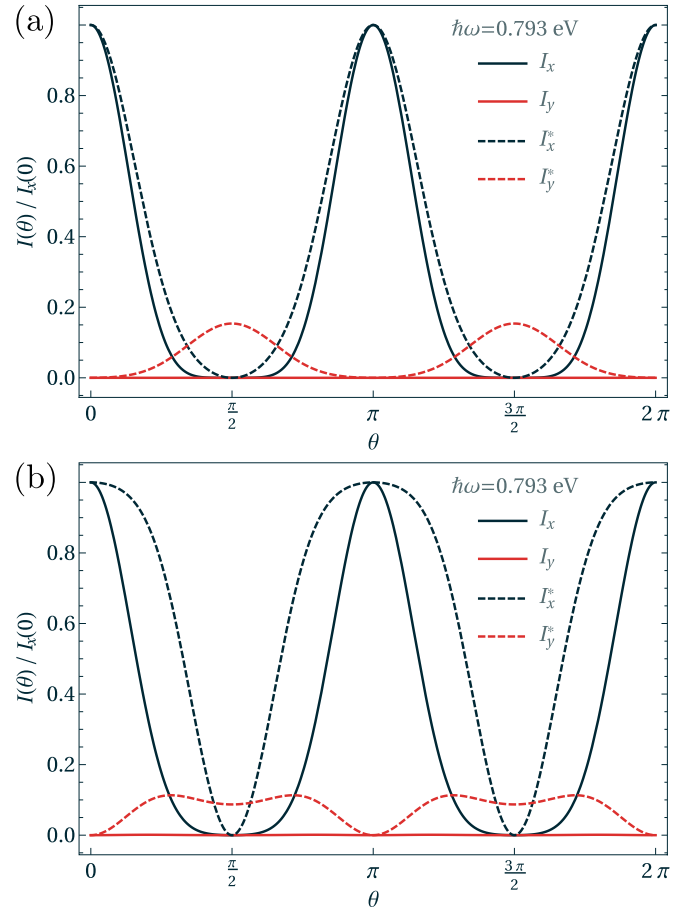 (a)
ħω=0.793 eV
I_x
I_y
I_x^*
I_y^*
I(θ) / I_x(0)
0.8
0.6
0.4
0.2
0.0
0 π/2 π 3π/2 2π
θ
(b)
ħω=0.793 eV
I_x
I_y
I_x^*
I_y^*
I(θ) / I_x(0)
0.8
0.6
0.4
0.2
0.0
0 π/2 π 3π/2 2π
θ